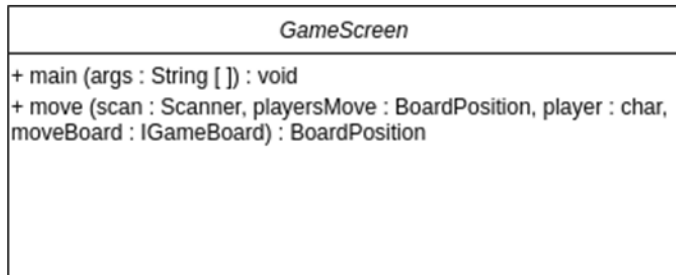 GameScreen
+ main (args : String [ ]) : void
+ move (scan : Scanner, playersMove : BoardPosition, player : char,
moveBoard : IGameBoard) : BoardPosition